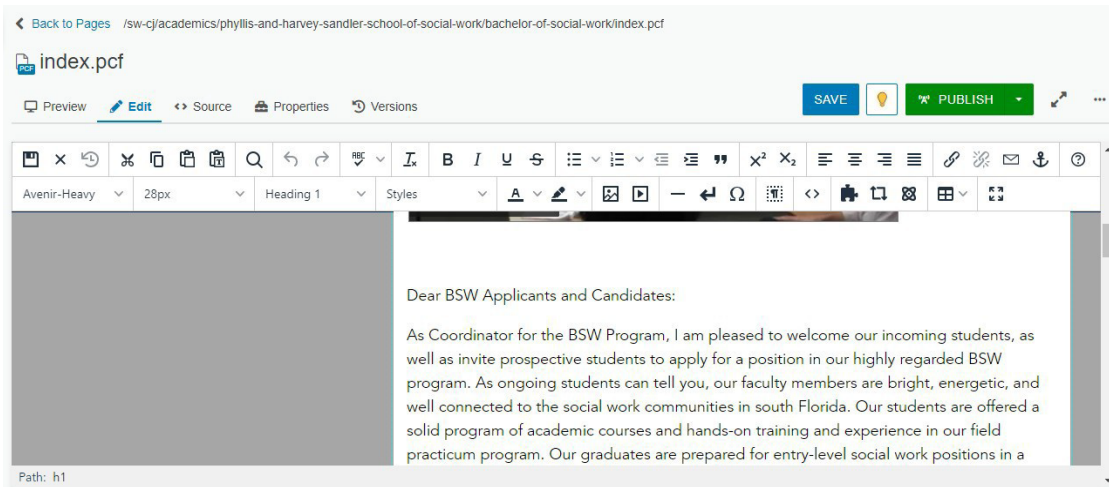 Back to Pages /sw-cj/academics/phyllis-and-harvey-sandler-school-of-social-work/bachelor-of-social-work/index.pcf
PCF index.pcf
Preview Edit Source Properties Versions SAVE PUBLISH
ABC Tx B I U S X² X₂
Avenir-Heavy 28px Heading 1 Styles A Ω
Dear BSW Applicants and Candidates:
As Coordinator for the BSW Program, I am pleased to welcome our incoming students, as
well as invite prospective students to apply for a position in our highly regarded BSW
program. As ongoing students can tell you, our faculty members are bright, energetic, and
well connected to the social work communities in south Florida. Our students are offered a
solid program of academic courses and hands-on training and experience in our field
practicum program. Our graduates are prepared for entry-level social work positions in a
Path: h1